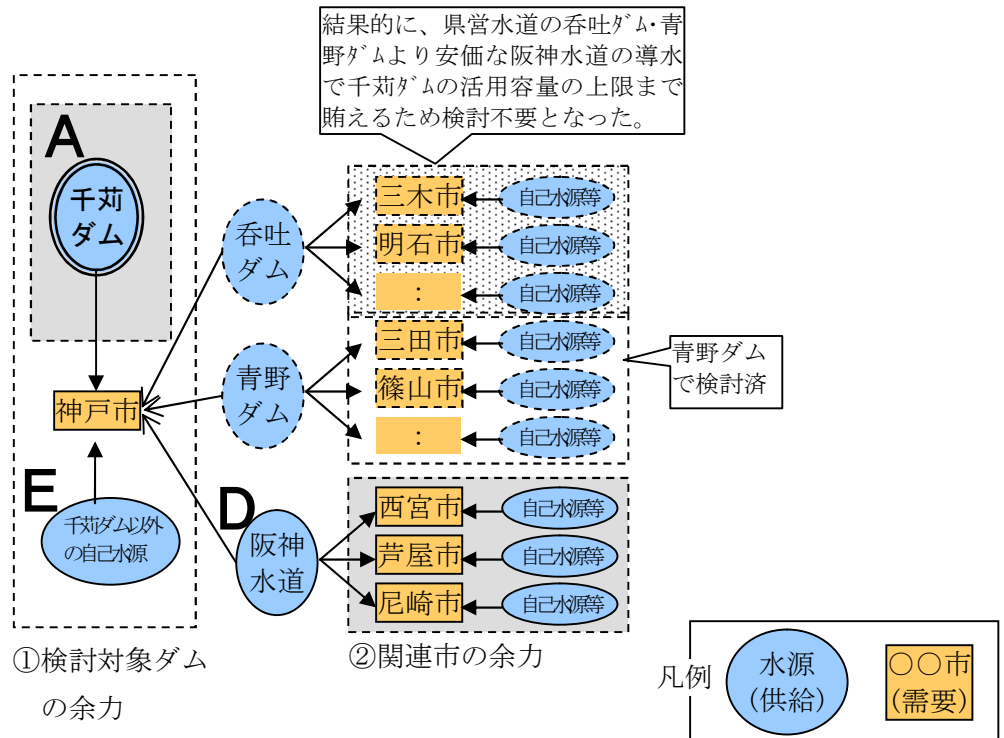 結果的に、県営水道の呑吐ダム・青
野ダムより安価な阪神水道の導水
で千苅ダムの活用容量の上限まで
賄えるため検討不要となった。
A
千苅
ダム
神戸市
E
千苅ダム以外
の自己水源
呑吐
ダム
三木市
自己水源等
明石市
自己水源等
:
自己水源等
青野
ダム
三田市
自己水源等
篠山市
自己水源等
:
自己水源等
青野ダム
で検討済
D
阪神
水道
西宮市
自己水源等
芦屋市
自己水源等
尼崎市
自己水源等
①検討対象ダム
の余力
②関連市の余力
凡例
水源
(供給)
○○市
(需要)